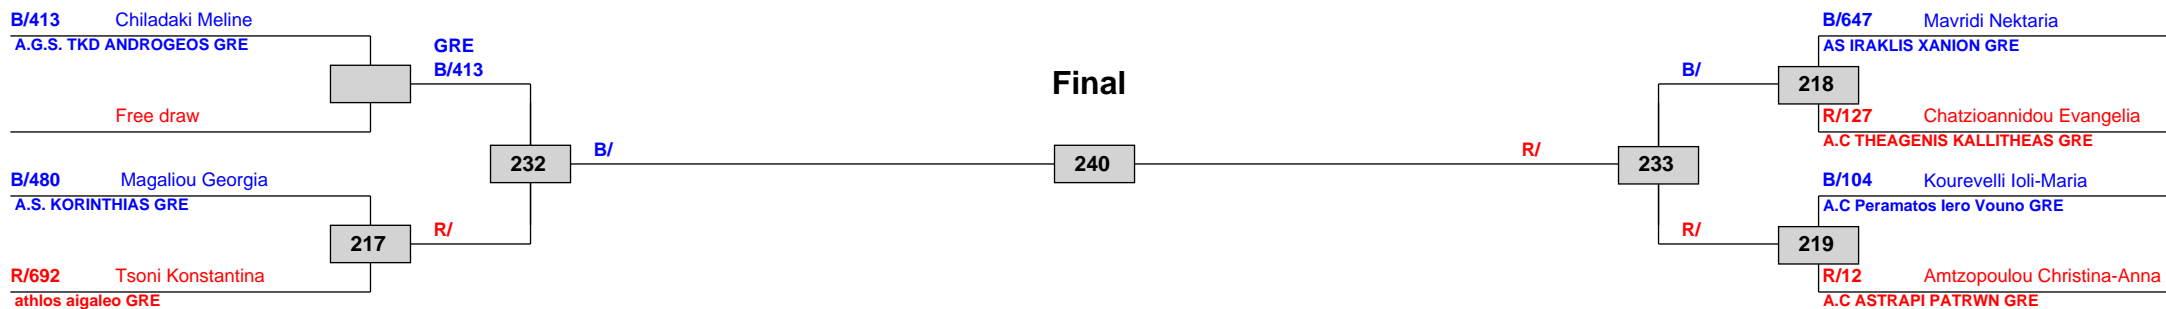 B/413 Chiladaki Meline
A.G.S. TKD ANDROGEOS GRE
GRE
B/413
Free draw
232
B/
B/480 Magaliou Georgia
A.S. KORINTHIAS GRE
217
R/
R/692 Tsoni Konstantina
athlos aigaleo GRE
Final
240
B/647 Mavridi Nektaria
AS IRAKLIS XANION GRE
B/
218
R/127 Chatzioannidou Evangelia
A.C THEAGENIS KALLITHEAS GRE
R/
233
B/104 Kourevelli Ioli-Maria
A.C Peramatos Iero Vouno GRE
R/
219
R/12 Amtzopoulou Christina-Anna
A.C ASTRAPI PATRWN GRE